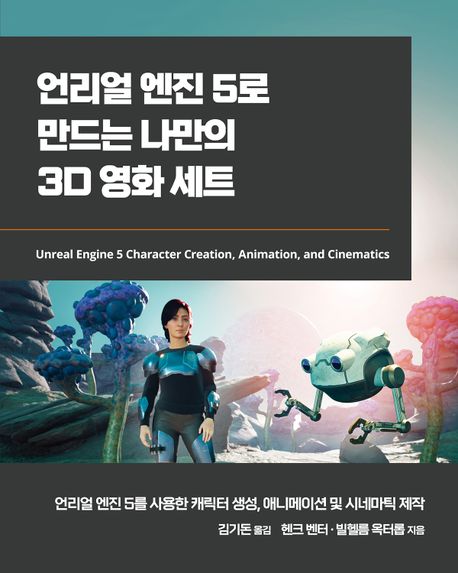 언리얼 엔진 5로
만드는 나만의
3D 영화 세트
Unreal Engine 5 Character Creation, Animation, and Cinematics
언리얼 엔진 5를 사용한 캐릭터 생성, 애니메이션 및 시네마틱 제작
김기돈 옮김 헨크 벤터 · 빌헬름 옥터롭 지음